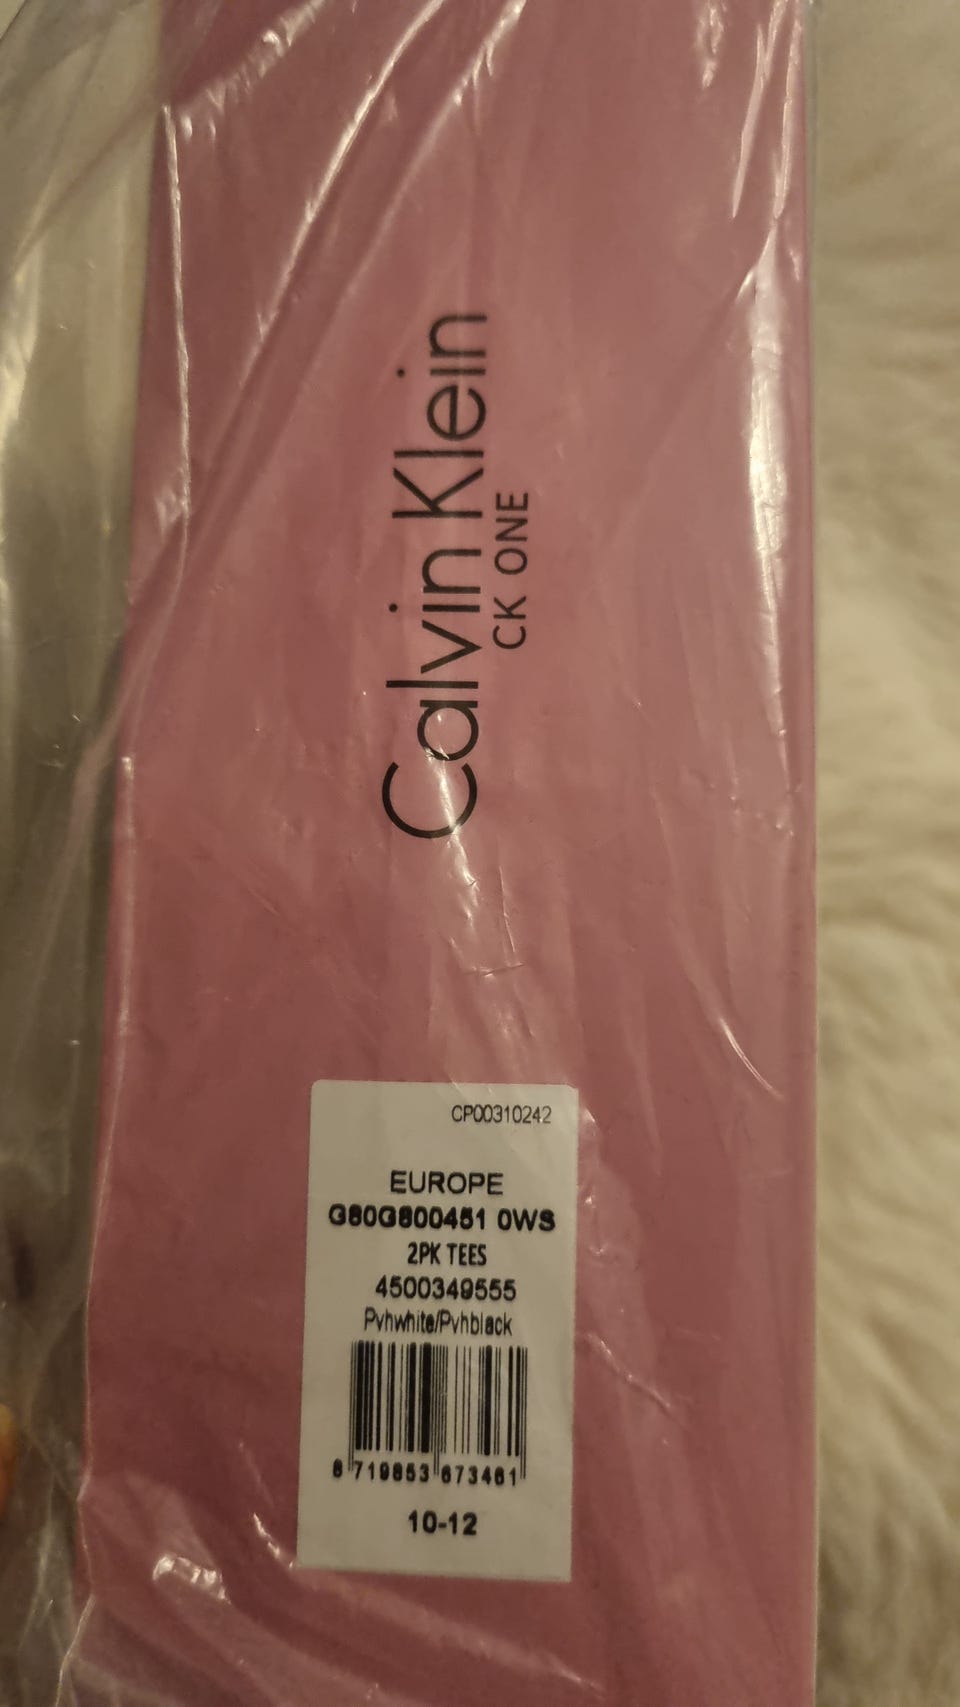 Calvin Klein
CK ONE
CP00310242
EUROPE
G80G800451 0WS
2PK TEES
4500349555
Pvhwhite/Pvhblack
8 719853 673461
10-12